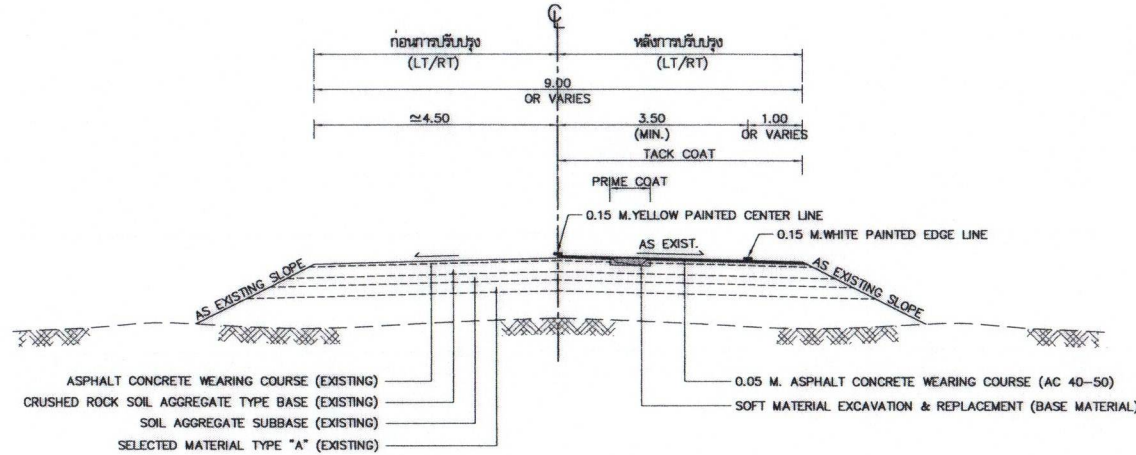 ℄
ก่อนการปรับปรุง
(LT/RT)
หลังการปรับปรุง
(LT/RT)
9.00
OR VARIES
≃4.50
3.50
(MIN.)
1.00
OR VARIES
TACK COAT
PRIME COAT
0.15 M.YELLOW PAINTED CENTER LINE
0.15 M.WHITE PAINTED EDGE LINE
AS EXIST.
AS EXISTING SLOPE
AS EXISTING SLOPE
ASPHALT CONCRETE WEARING COURSE (EXISTING)
CRUSHED ROCK SOIL AGGREGATE TYPE BASE (EXISTING)
SOIL AGGREGATE SUBBASE (EXISTING)
SELECTED MATERIAL TYPE "A" (EXISTING)
0.05 M. ASPHALT CONCRETE WEARING COURSE (AC 40-50)
SOFT MATERIAL EXCAVATION & REPLACEMENT (BASE MATERIAL)